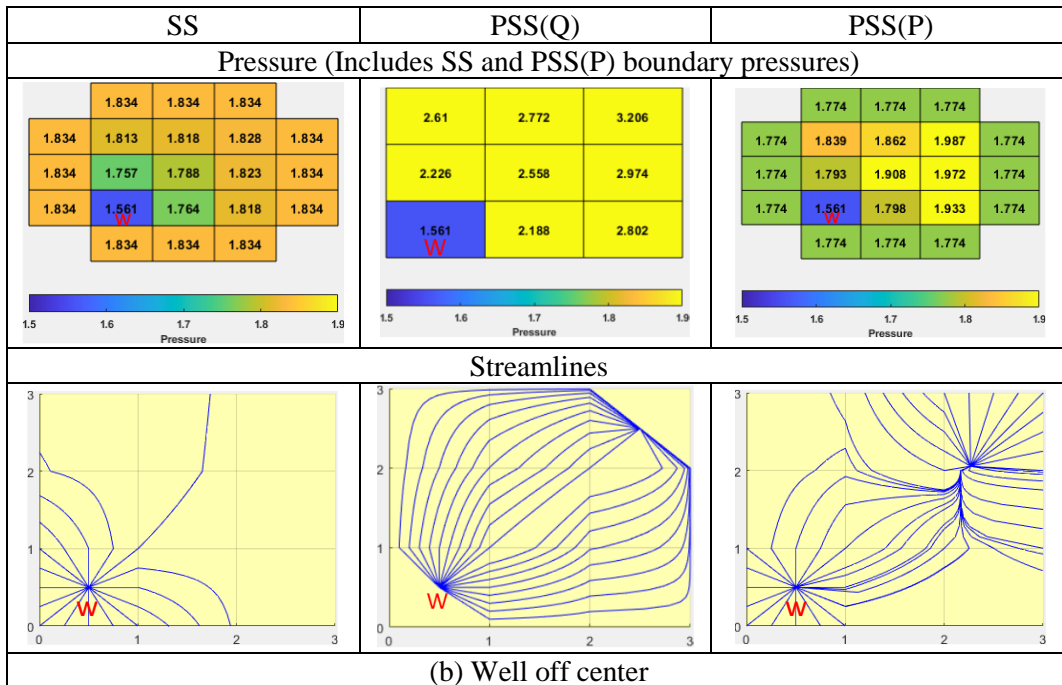 SS PSS(Q) PSS(P)
Pressure (Includes SS and PSS(P) boundary pressures)
1.834 1.834 1.834
1.834 1.813 1.818 1.828 1.834
1.834 1.757 1.788 1.823 1.834
1.834 1.561 1.764 1.818 1.834
W
1.834 1.834 1.834
1.5 1.6 1.7 1.8 1.9
Pressure
2.61 2.772 3.206
2.226 2.558 2.974
1.561 2.188 2.802
W
1.5 1.6 1.7 1.8 1.9
Pressure
1.774 1.774 1.774
1.774 1.839 1.862 1.987 1.774
1.774 1.793 1.908 1.972 1.774
1.774 1.561 1.798 1.933 1.774
W
1.774 1.774 1.774
1.5 1.6 1.7 1.8 1.9
Pressure
Streamlines
3
2
1
0
W
0 1 2 3
3
2
1
0
W
0 1 2 3
3
2
1
0
W
0 1 2 3
(b) Well off center